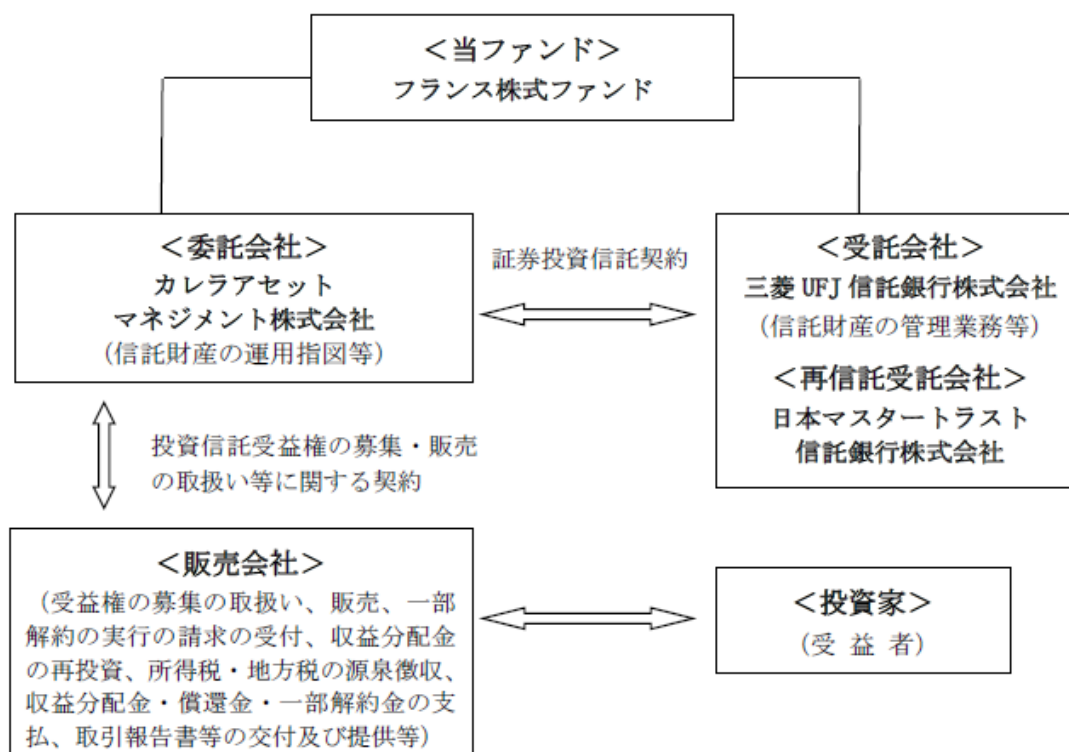 ＜当ファンド＞
フランス株式ファンド
＜委託会社＞
カレラアセット
マネジメント株式会社
（信託財産の運用指図等）
証券投資信託契約
＜受託会社＞
三菱 UFJ 信託銀行株式会社
（信託財産の管理業務等）
＜再信託受託会社＞
日本マスタートラスト
信託銀行株式会社
投資信託受益権の募集・販売
の取扱い等に関する契約
＜販売会社＞
（受益権の募集の取扱い、販売、一部
解約の実行の請求の受付、収益分配金
の再投資、所得税・地方税の源泉徴収、
収益分配金・償還金・一部解約金の支
払、取引報告書等の交付及び提供等）
＜投資家＞
（受 益 者）